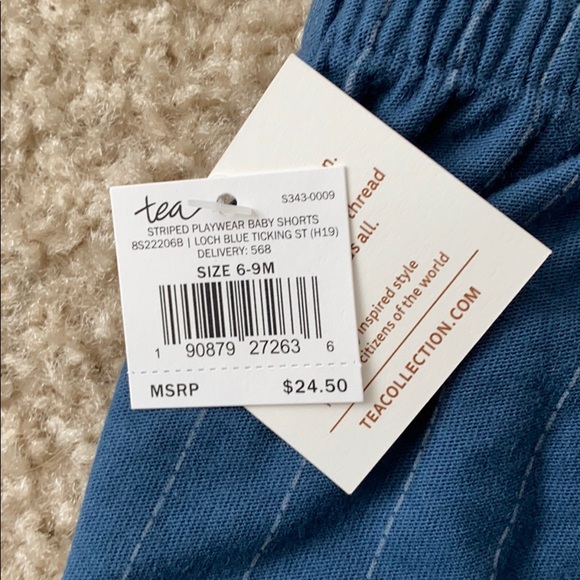 tea
S343-0009
STRIPED PLAYWEAR BABY SHORTS
8S22206B | LOCH BLUE TICKING ST (H19)
DELIVERY: 568
SIZE 6-9M
1 90879 27263 6
MSRP $24.50
thread
all.
inspired style
citizens of the world
TEACOLLECTION.COM